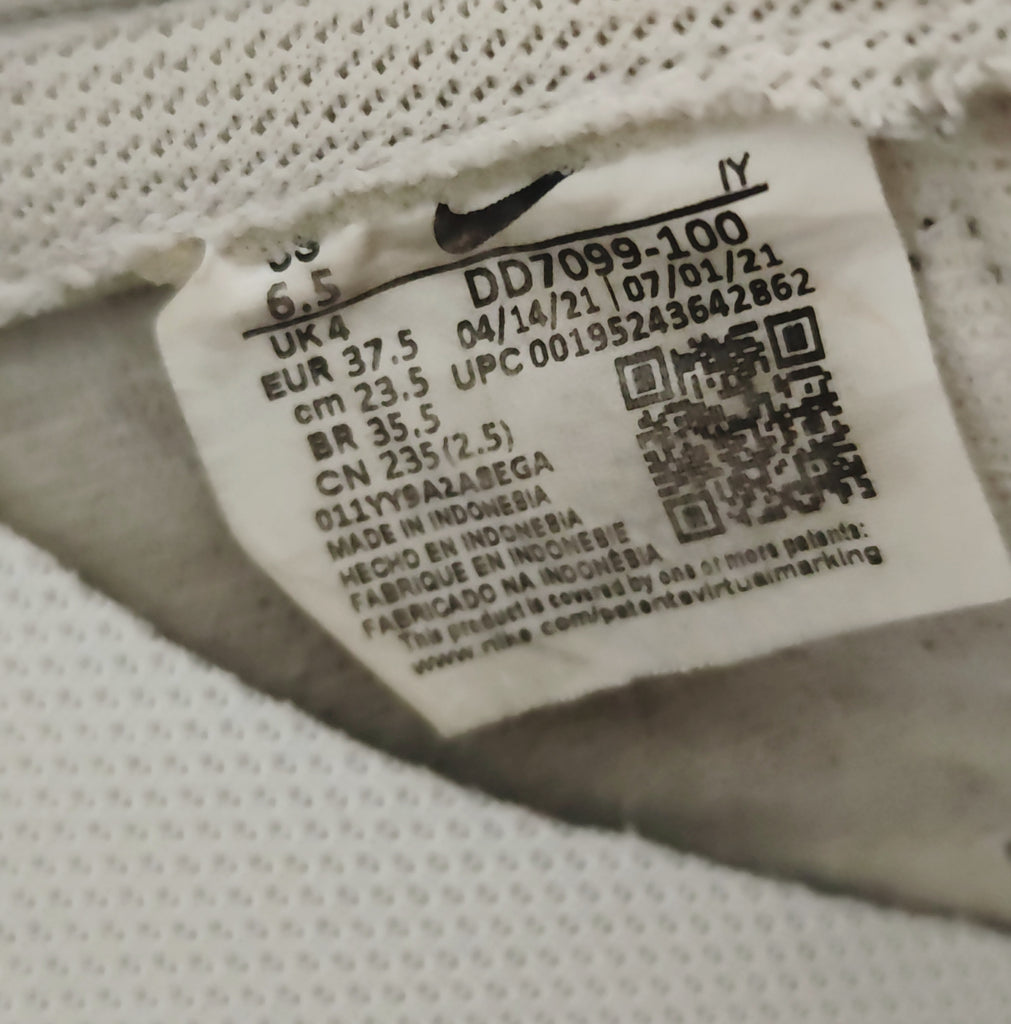 IY
US
6.5
UK 4
EUR 37.5
cm 23.5
BR 35.5
CN 235(2.5)
DD7099-100
04/14/21 \ 07/01/21
UPC 00195243642862
MADE IN INDONESIA
HECHO EN INDONESIA
FABRIQUE EN INDONESIE
FABRICADO NA INDONÉSIA
This product is covered by one or more patents:
www.nike.com/patentsvirtualmarking